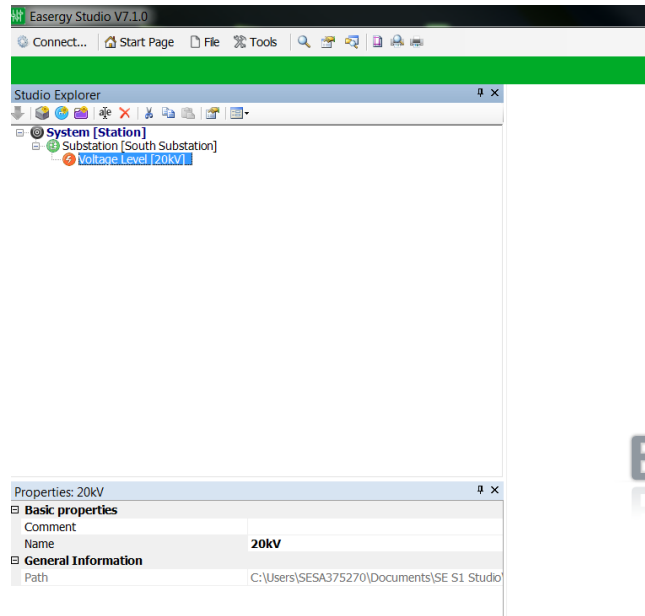 Easergy Studio V7.1.0
Connect... Start Page File Tools
Studio Explorer
System [Station]
Substation [South Substation]
Voltage Level [20kV]
Properties: 20kV
Basic properties
Comment
Name 20kV
General Information
Path C:\Users\SESA375270\Documents\SE S1 Studio\